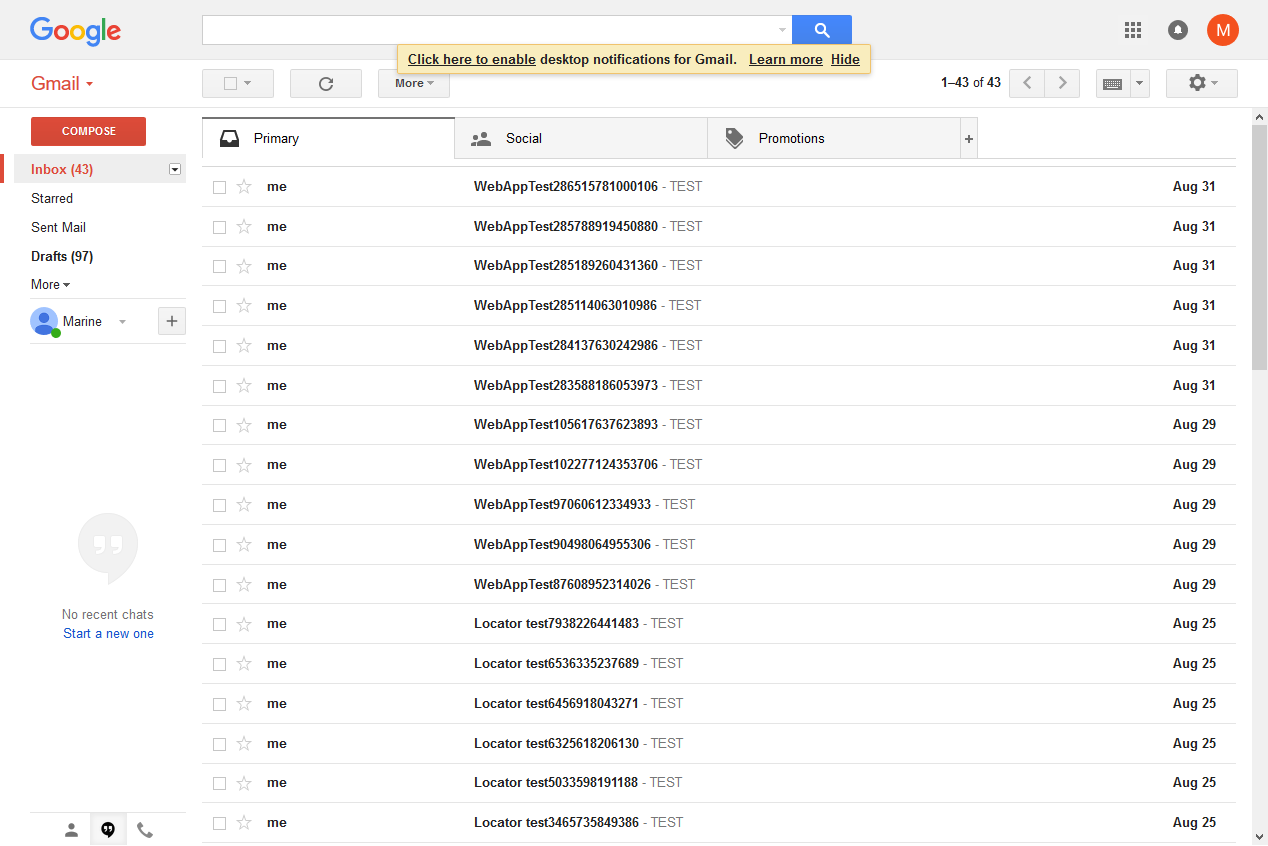 Google
M
Click here to enable desktop notifications for Gmail. Learn more Hide
Gmail
More
1–43 of 43
COMPOSE
Primary
Social
Promotions
+
Inbox (43)
Starred
Sent Mail
Drafts (97)
More
Marine
+
me WebAppTest286515781000106 - TEST Aug 31
me WebAppTest285788919450880 - TEST Aug 31
me WebAppTest285189260431360 - TEST Aug 31
me WebAppTest285114063010986 - TEST Aug 31
me WebAppTest284137630242986 - TEST Aug 31
me WebAppTest283588186053973 - TEST Aug 31
me WebAppTest105617637623893 - TEST Aug 29
me WebAppTest102277124353706 - TEST Aug 29
me WebAppTest97060612334933 - TEST Aug 29
me WebAppTest90498064955306 - TEST Aug 29
me WebAppTest87608952314026 - TEST Aug 29
me Locator test7938226441483 - TEST Aug 25
me Locator test6536335237689 - TEST Aug 25
me Locator test6456918043271 - TEST Aug 25
me Locator test6325618206130 - TEST Aug 25
me Locator test5033598191188 - TEST Aug 25
me Locator test3465735849386 - TEST Aug 25
No recent chats
Start a new one